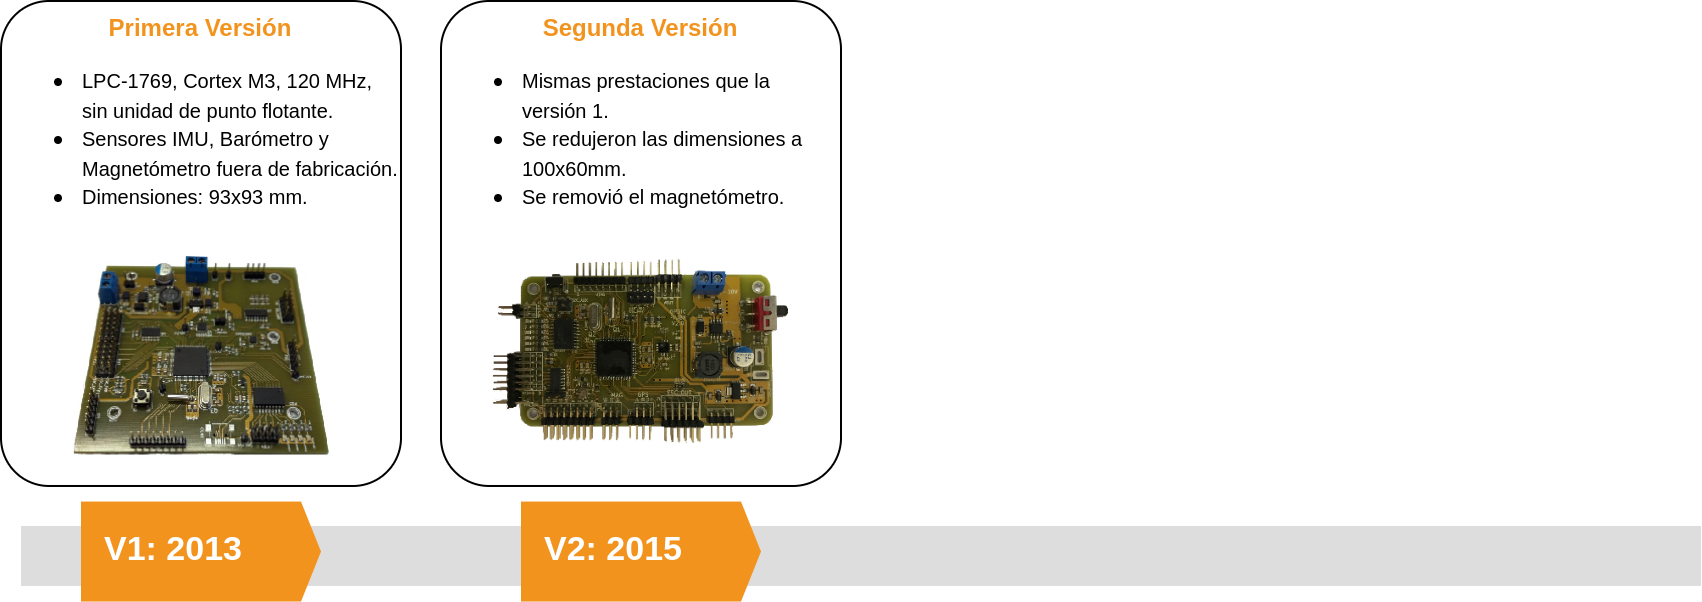 Primera Versión
LPC-1769, Cortex M3, 120 MHz,
sin unidad de punto flotante.
Sensores IMU, Barómetro y
Magnetómetro fuera de fabricación.
Dimensiones: 93x93 mm.
Segunda Versión
Mismas prestaciones que la
versión 1.
Se redujeron las dimensiones a
100x60mm.
Se removió el magnetómetro.
V1: 2013
V2: 2015